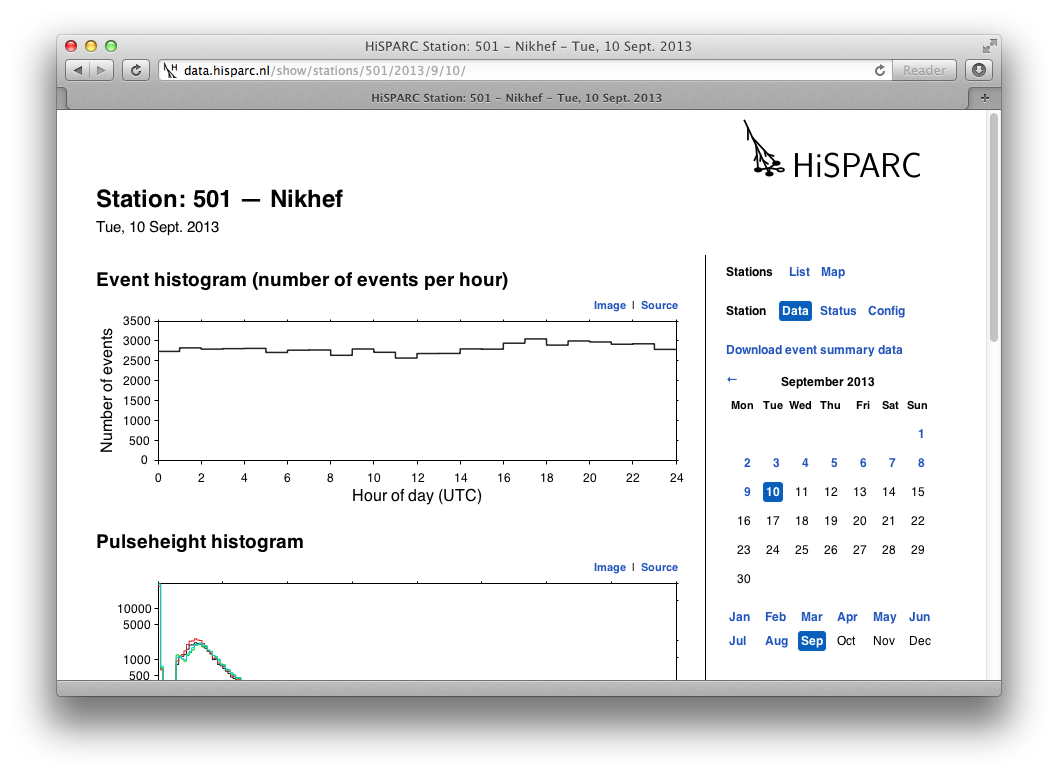 HiSPARC Station: 501 – Nikhef – Tue, 10 Sept. 2013
data.hisparc.nl/show/stations/501/2013/9/10/
Reader
HiSPARC Station: 501 – Nikhef – Tue, 10 Sept. 2013
+
HiSPARC
Station: 501 — Nikhef
Tue, 10 Sept. 2013
Event histogram (number of events per hour)
Image | Source
Number of events
3500
3000
2500
2000
1500
1000
500
0
0 2 4 6 8 10 12 14 16 18 20 22 24
Hour of day (UTC)
Pulseheight histogram
Image | Source
10000
5000
1000
500
Stations List Map
Station Data Status Config
Download event summary data
← September 2013
Mon Tue Wed Thu Fri Sat Sun
1
2 3 4 5 6 7 8
9 10 11 12 13 14 15
16 17 18 19 20 21 22
23 24 25 26 27 28 29
30
Jan Feb Mar Apr May Jun
Jul Aug Sep Oct Nov Dec